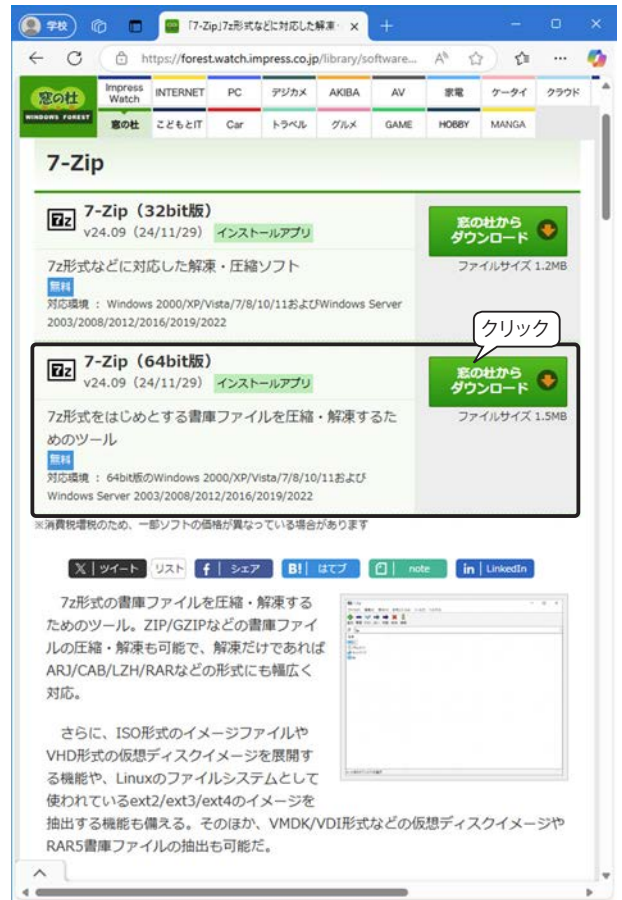 学校
「7-Zip」7z形式などに対応した解凍・
https://forest.watch.impress.co.jp/library/software...
窓の杜
WINDOWS FOREST
Impress Watch
INTERNET
PC
デジカメ
AKIBA
AV
家電
ケータイ
クラウド
窓の杜
こどもとIT
Car
トラベル
グルメ
GAME
HOBBY
MANGA
7-Zip
7z
7-Zip（32bit版）
v24.09（24/11/29） インストールアプリ
窓の杜から
ダウンロード
ファイルサイズ 1.2MB
7z形式などに対応した解凍・圧縮ソフト
無料
対応環境 ： Windows 2000/XP/Vista/7/8/10/11およびWindows Server
2003/2008/2012/2016/2019/2022
クリック
7z
7-Zip（64bit版）
v24.09（24/11/29） インストールアプリ
窓の杜から
ダウンロード
ファイルサイズ 1.5MB
7z形式をはじめとする書庫ファイルを圧縮・解凍するた
めのツール
無料
対応環境 ： 64bit版のWindows 2000/XP/Vista/7/8/10/11および
Windows Server 2003/2008/2012/2016/2019/2022
※消費税増税のため、一部ソフトの価格が異なっている場合があります
ツイート
リスト
シェア
B! はてブ
note
in LinkedIn
7z形式の書庫ファイルを圧縮・解凍する
ためのツール。ZIP/GZIPなどの書庫ファイ
ルの圧縮・解凍も可能で、解凍だけであれば
ARJ/CAB/LZH/RARなどの形式にも幅広く
対応。
さらに、ISO形式のイメージファイルや
VHD形式の仮想ディスクイメージを展開す
る機能や、Linuxのファイルシステムとして
使われているext2/ext3/ext4のイメージを
抽出する機能も備える。そのほか、VMDK/VDI形式などの仮想ディスクイメージや
RAR5書庫ファイルの抽出も可能だ。